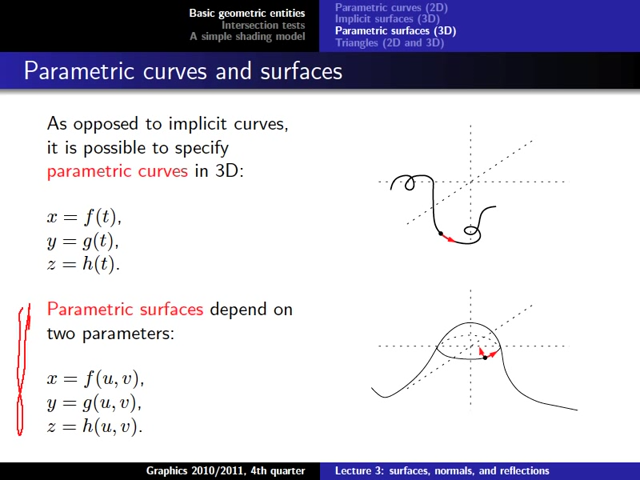 Basic geometric entities
Intersection tests
A simple shading model
Parametric curves (2D)
Implicit surfaces (3D)
Parametric surfaces (3D)
Triangles (2D and 3D)
Parametric curves and surfaces
As opposed to implicit curves,
it is possible to specify
parametric curves in 3D:
x = f(t),
y = g(t),
z = h(t).
Parametric surfaces depend on
two parameters:
x = f(u, v),
y = g(u, v),
z = h(u, v).
Graphics 2010/2011, 4th quarter
Lecture 3: surfaces, normals, and reflections